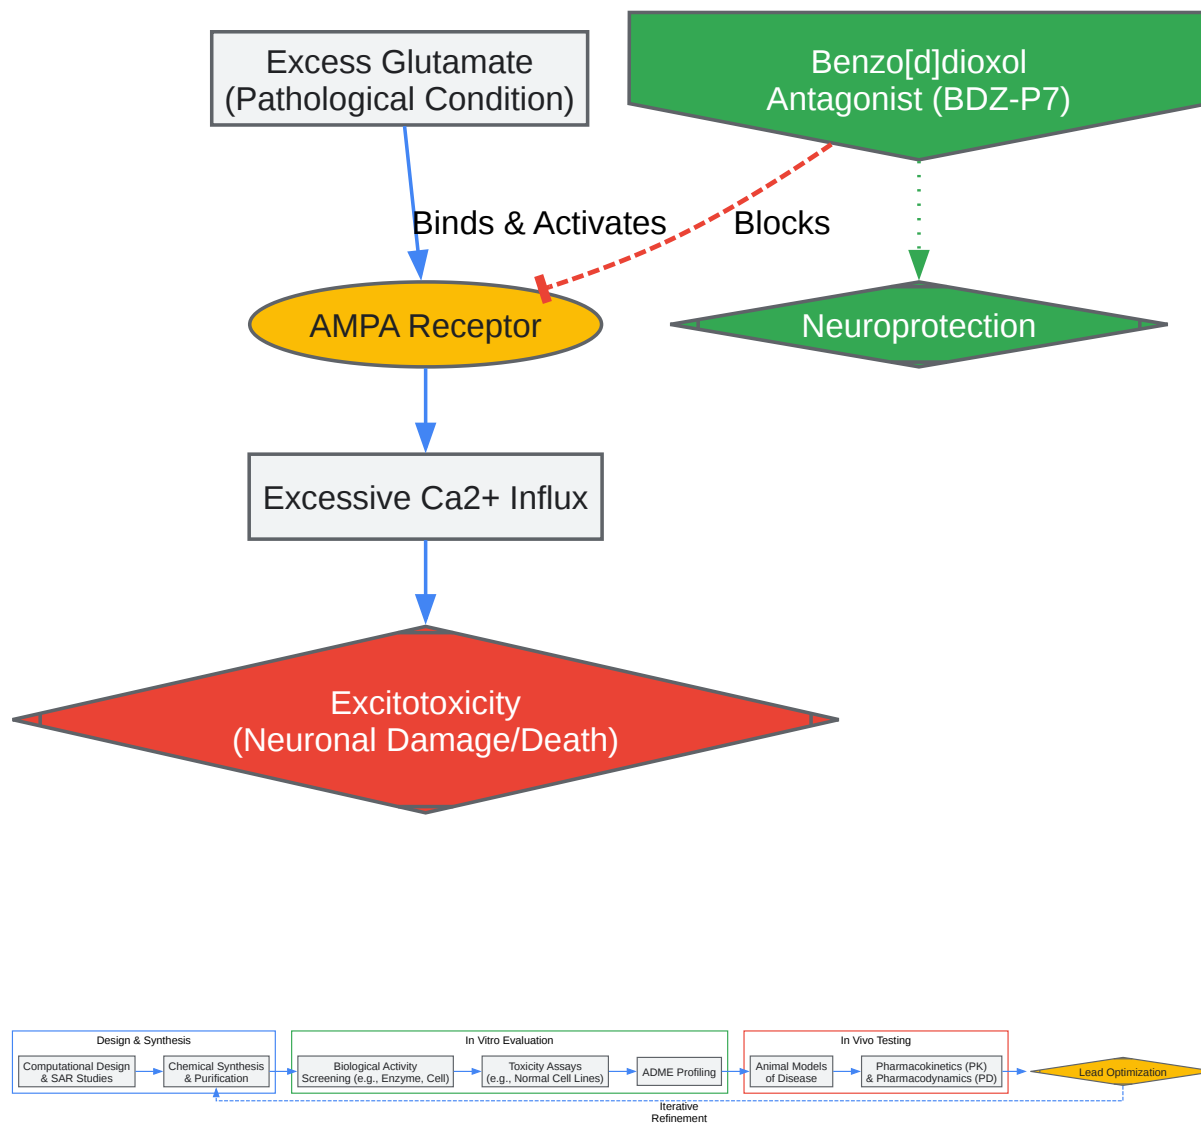 Excess Glutamate
(Pathological Condition)
Benzo[d]dioxol
Antagonist (BDZ-P7)
Binds & Activates
Blocks
AMPA Receptor
Neuroprotection
Excessive Ca2+ Influx
Excitotoxicity
(Neuronal Damage/Death)
Design & Synthesis
Computational Design
& SAR Studies
Chemical Synthesis
& Purification
In Vitro Evaluation
Biological Activity
Screening (e.g., Enzyme, Cell)
Toxicity Assays
(e.g., Normal Cell Lines)
ADME Profiling
In Vivo Testing
Animal Models
of Disease
Pharmacokinetics (PK)
& Pharmacodynamics (PD)
Lead Optimization
Iterative
Refinement